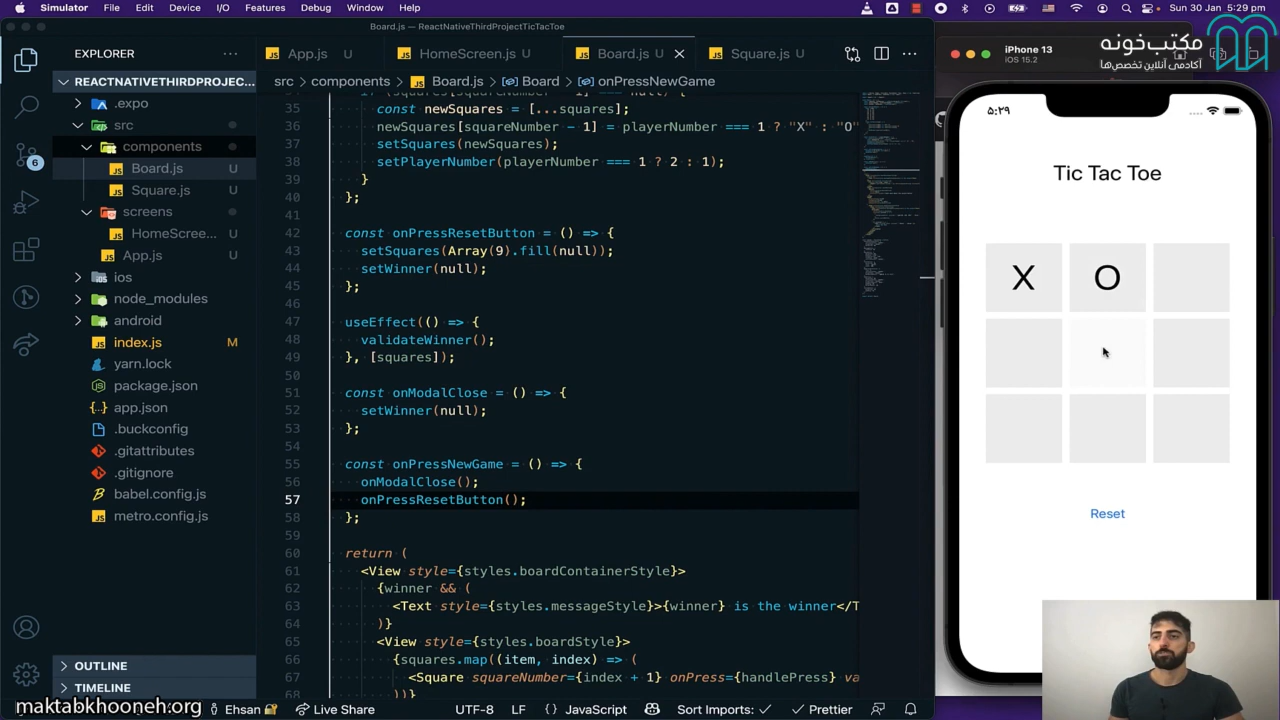 Simulator File Edit Device I/O Features Debug Window Help
Sun 30 Jan 5:29 pm
Board.js — ReactNativeThirdProjectTicTacToe
EXPLORER
App.js U
HomeScreen.js U
Board.js U
Square.js U
REACTNATIVETHIRDPROJEC...
src components Board.js Board onPressNewGame
.expo
src
components
Board.js U
Square.js U
screens
HomeScree... U
App.js U
ios
node_modules
android
index.js M
yarn.lock
package.json
app.json
.buckconfig
.gitattributes
.gitignore
babel.config.js
metro.config.js
OUTLINE
TIMELINE
6
35 const newSquares = [...squares];
36 newSquares[squareNumber - 1] = playerNumber === 1 ? "X" : "O"
37 setSquares(newSquares);
38 setPlayerNumber(playerNumber === 1 ? 2 : 1);
39 }
40 };
41
42 const onPressResetButton = () => {
43 setSquares(Array(9).fill(null));
44 setWinner(null);
45 };
46
47 useEffect(() => {
48 validateWinner();
49 }, [squares]);
50
51 const onModalClose = () => {
52 setWinner(null);
53 };
54
55 const onPressNewGame = () => {
56 onModalClose();
57 onPressResetButton();
58 };
59
60 return (
61 <View style={styles.boardContainerStyle}>
62 {winner && (
63 <Text style={styles.messageStyle}>{winner} is the winner</T
64 )}
65 <View style={styles.boardStyle}>
66 {squares.map((item, index) => (
67 <Square squareNumber={index + 1} onPress={handlePress} va
68 ))}
Ehsan Live Share UTF-8 LF {} JavaScript Sort Imports: Prettier
iPhone 13
iOS 15.2
مکتب‌خونه
آکادمی آنلاین تخصص‌ها
۵:۲۹
Tic Tac Toe
X O
Reset
maktabkhooneh.org